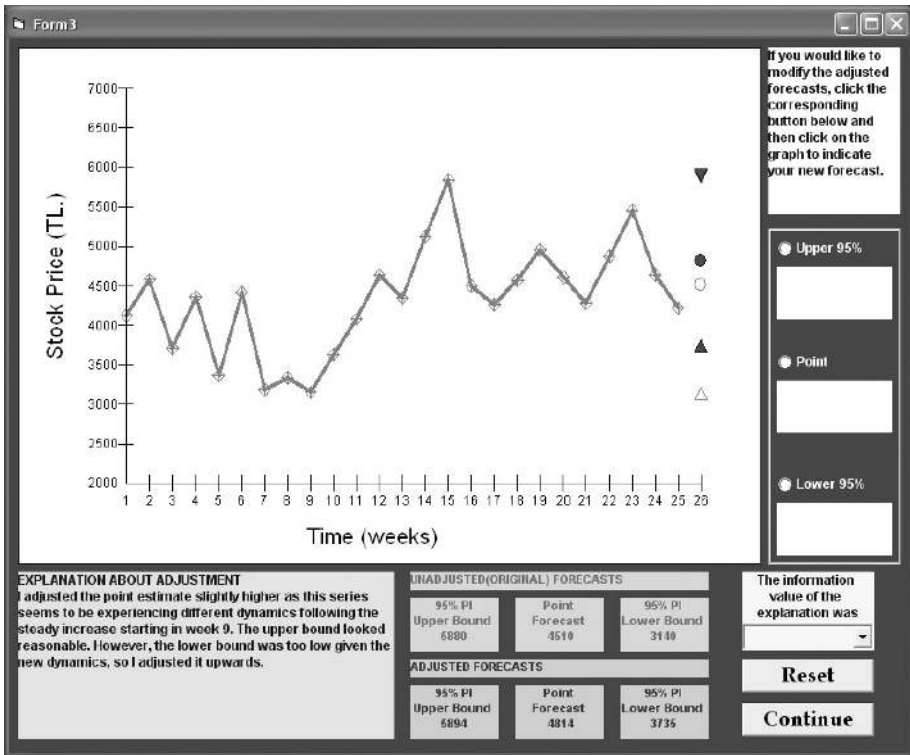 Form3
If you would like to
modify the adjusted
forecasts, click the
corresponding
button below and
then click on the
graph to indicate
your new forecast.
Stock Price (TL.)
7000
6500
6000
5500
5000
4500
4000
3500
3000
2500
2000
1 2 3 4 5 6 7 8 9 10 11 12 13 14 15 16 17 18 19 20 21 22 23 24 25 26
Time (weeks)
Upper 95%
Point
Lower 95%
EXPLANATION ABOUT ADJUSTMENT
I adjusted the point estimate slightly higher as this series
seems to be experiencing different dynamics following the
steady increase starting in week 9. The upper bound looked
reasonable. However, the lower bound was too low given the
new dynamics, so I adjusted it upwards.
UNADJUSTED(ORIGINAL) FORECASTS
95% PI
Upper Bound
5880
Point
Forecast
4510
95% PI
Lower Bound
3140
ADJUSTED FORECASTS
95% PI
Upper Bound
5894
Point
Forecast
4814
95% PI
Lower Bound
3735
The information
value of the
explanation was
Reset
Continue